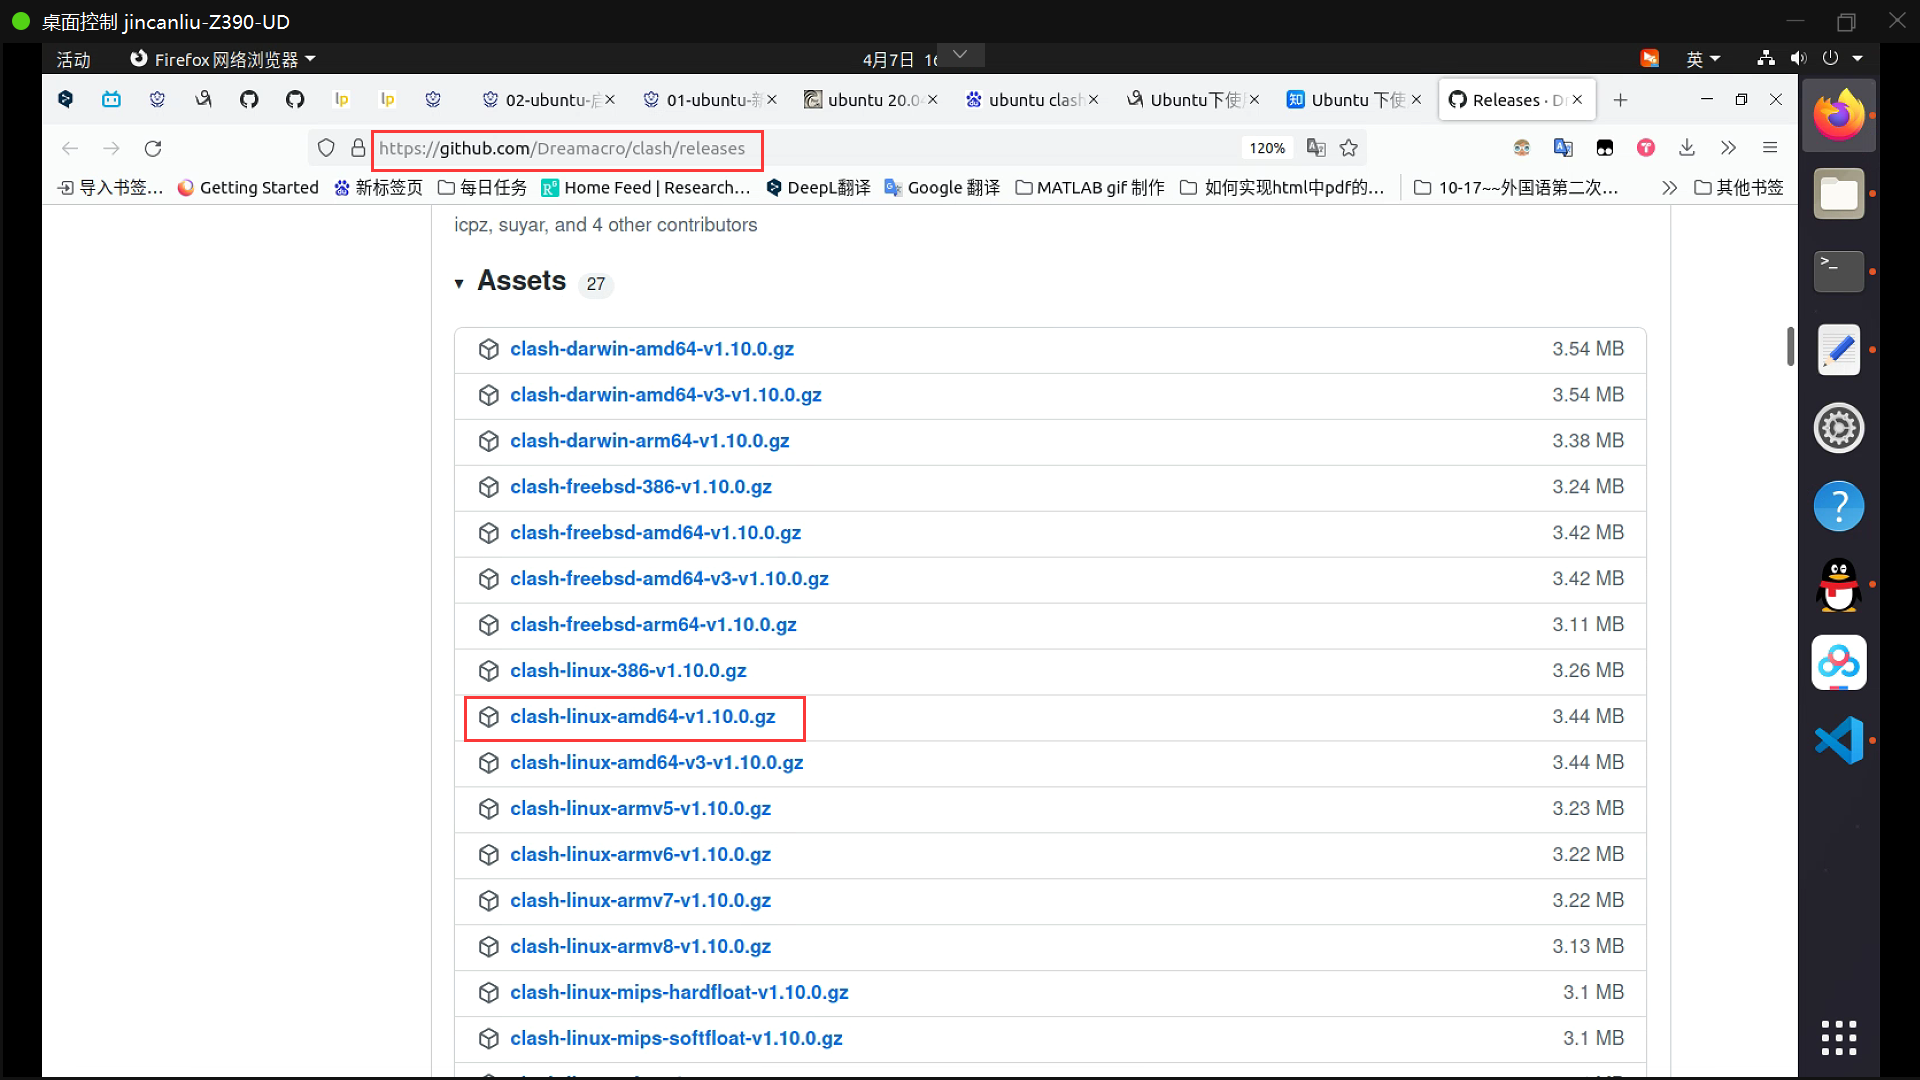 桌面控制 jincanliu-Z390-UD
活动 Firefox 网络浏览器 4月7日 英
lp lp 02-ubuntu- 01-ubuntu- ubuntu 20.0 ubuntu clash Ubuntu下使 知 Ubuntu 下使 Releases · D
https://github.com/Dreamacro/clash/releases 120%
导入书签... Getting Started 新标签页 每日任务 Home Feed | Research... DeepL翻译 Google 翻译 MATLAB gif 制作 如何实现html中pdf的... 10-17~~外国语第二次... 其他书签
icpz, suyar, and 4 other contributors
Assets 27
clash-darwin-amd64-v1.10.0.gz 3.54 MB
clash-darwin-amd64-v3-v1.10.0.gz 3.54 MB
clash-darwin-arm64-v1.10.0.gz 3.38 MB
clash-freebsd-386-v1.10.0.gz 3.24 MB
clash-freebsd-amd64-v1.10.0.gz 3.42 MB
clash-freebsd-amd64-v3-v1.10.0.gz 3.42 MB
clash-freebsd-arm64-v1.10.0.gz 3.11 MB
clash-linux-386-v1.10.0.gz 3.26 MB
clash-linux-amd64-v1.10.0.gz 3.44 MB
clash-linux-amd64-v3-v1.10.0.gz 3.44 MB
clash-linux-armv5-v1.10.0.gz 3.23 MB
clash-linux-armv6-v1.10.0.gz 3.22 MB
clash-linux-armv7-v1.10.0.gz 3.22 MB
clash-linux-armv8-v1.10.0.gz 3.13 MB
clash-linux-mips-hardfloat-v1.10.0.gz 3.1 MB
clash-linux-mips-softfloat-v1.10.0.gz 3.1 MB